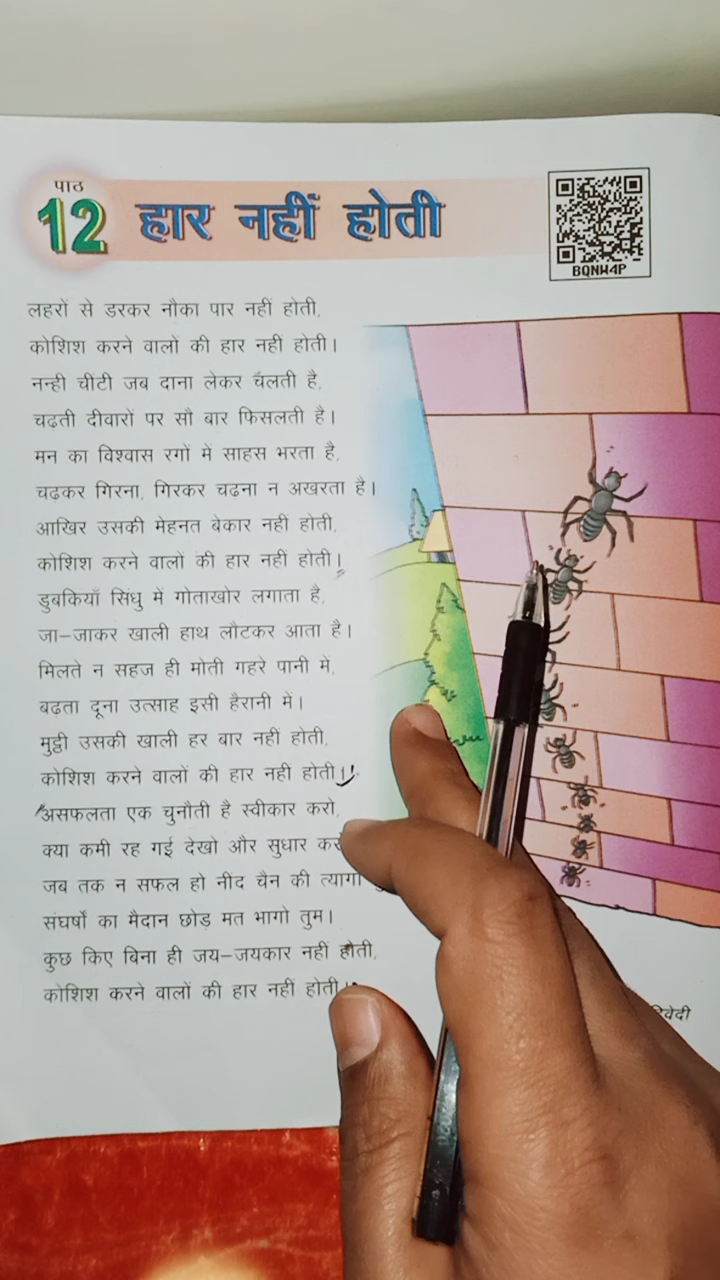 पाठ
12 हार नहीं होती
BQNW4P
लहरों से डरकर नौका पार नहीं होती,
कोशिश करने वालों की हार नहीं होती।
नन्ही चींटी जब दाना लेकर चलती है,
चढ़ती दीवारों पर सौ बार फिसलती है।
मन का विश्वास रगों में साहस भरता है,
चढ़कर गिरना, गिरकर चढ़ना न अखरता है।
आखिर उसकी मेहनत बेकार नहीं होती,
कोशिश करने वालों की हार नहीं होती।
डुबकियाँ सिंधु में गोताखोर लगाता है,
जा-जाकर खाली हाथ लौटकर आता है।
मिलते न सहज ही मोती गहरे पानी में,
बढ़ता दूना उत्साह इसी हैरानी में।
मुट्ठी उसकी खाली हर बार नहीं होती,
कोशिश करने वालों की हार नही होती।
असफलता एक चुनौती है स्वीकार करो,
क्या कमी रह गई देखो और सुधार
जब तक न सफल हो नींद चैन की त्यागो
संघर्षों का मैदान छोड़ मत भागो तुम।
कुछ किए बिना ही जय-जयकार नहीं होती,
कोशिश करने वालों की हार नहीं होती।